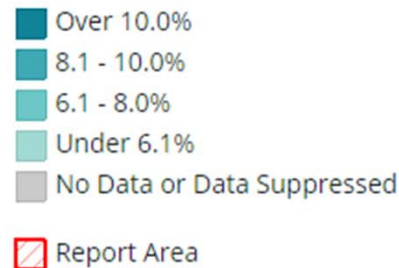 Over 10.0%
8.1 - 10.0%
6.1 - 8.0%
Under 6.1%
No Data or Data Suppressed
Report Area